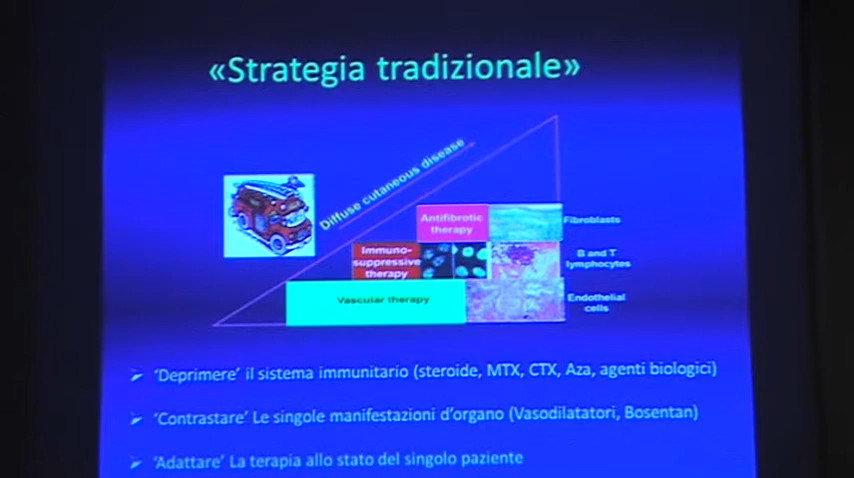 «Strategia tradizionale»
Diffuse cutaneous disease
Antifibrotic
therapy
Fibroblasts
Immuno-
suppressive
therapy
B and T
lymphocytes
Vascular therapy
Endothelial
cells
‘Deprimere’ il sistema immunitario (steroide, MTX, CTX, Aza, agenti biologici)
‘Contrastare’ Le singole manifestazioni d’organo (Vasodilatatori, Bosentan)
‘Adattare’ La terapia allo stato del singolo paziente